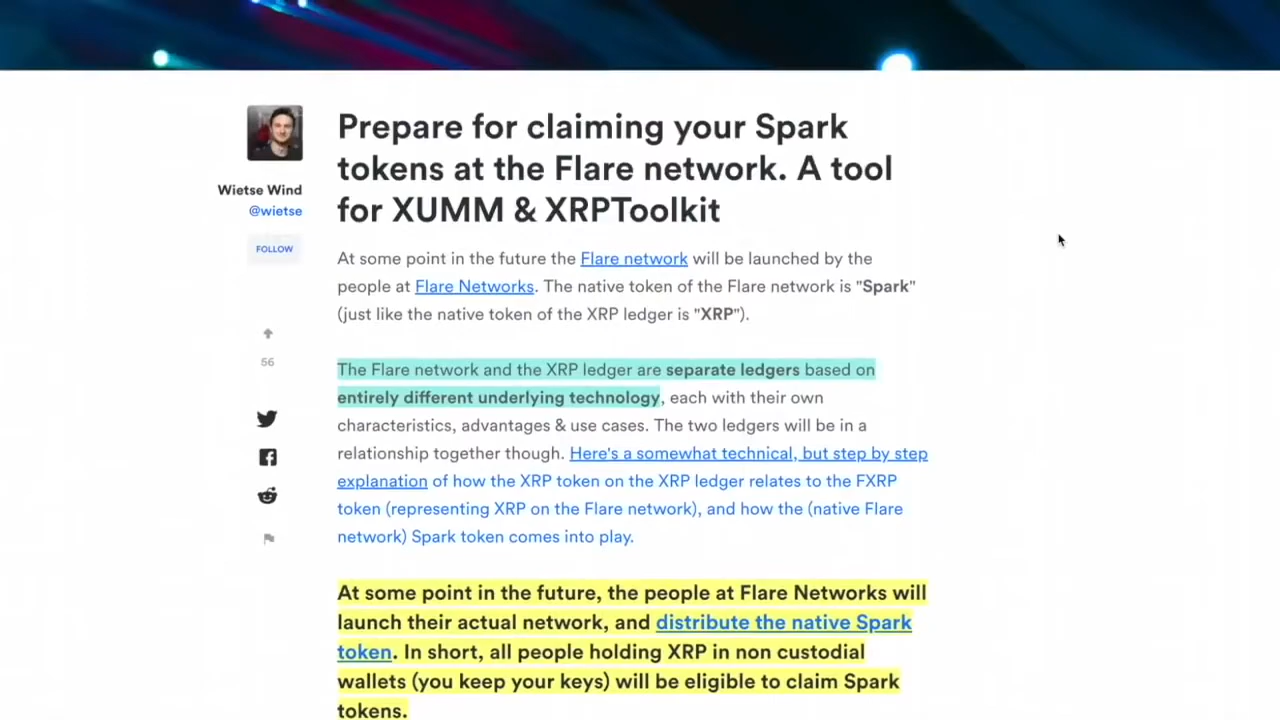 Prepare for claiming your Spark
tokens at the Flare network. A tool
for XUMM & XRPToolkit
Wietse Wind
@wietse
FOLLOW
56
At some point in the future the Flare network will be launched by the
people at Flare Networks. The native token of the Flare network is "Spark"
(just like the native token of the XRP ledger is "XRP").
The Flare network and the XRP ledger are separate ledgers based on
entirely different underlying technology, each with their own
characteristics, advantages & use cases. The two ledgers will be in a
relationship together though. Here's a somewhat technical, but step by step
explanation of how the XRP token on the XRP ledger relates to the FXRP
token (representing XRP on the Flare network), and how the (native Flare
network) Spark token comes into play.
At some point in the future, the people at Flare Networks will
launch their actual network, and distribute the native Spark
token. In short, all people holding XRP in non custodial
wallets (you keep your keys) will be eligible to claim Spark
tokens.